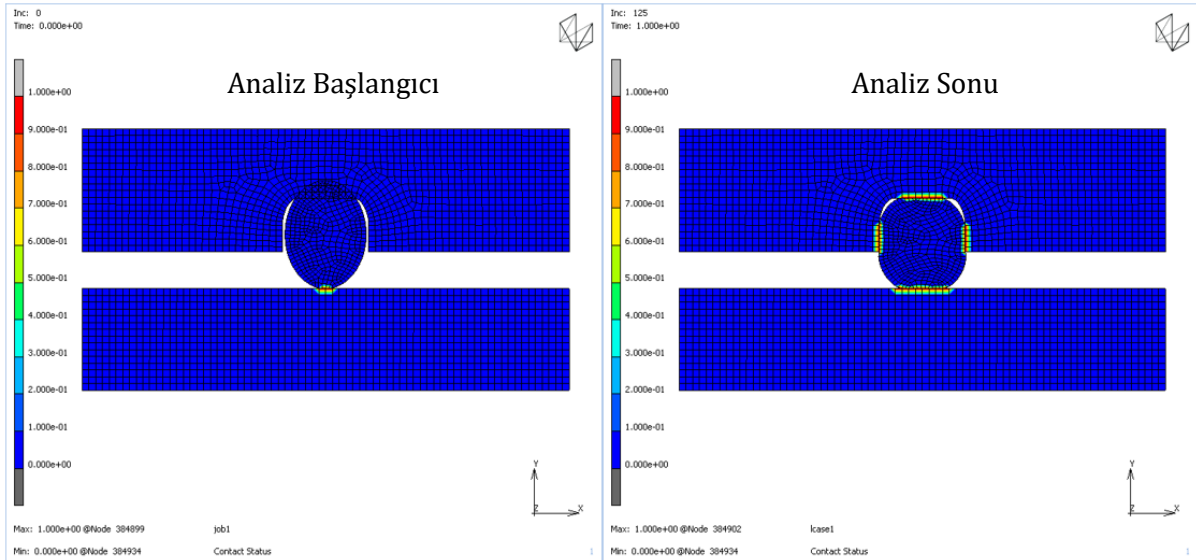 Inc: 0
Time: 0.000e+00
Analiz Başlangıcı
1.000e+00
9.000e-01
8.000e-01
7.000e-01
6.000e-01
5.000e-01
4.000e-01
3.000e-01
2.000e-01
1.000e-01
0.000e+00
Y
Z X
Max: 1.000e+00 @Node 384899 job1
Min: 0.000e+00 @Node 384934 Contact Status 1
Inc: 125
Time: 1.000e+00
Analiz Sonu
1.000e+00
9.000e-01
8.000e-01
7.000e-01
6.000e-01
5.000e-01
4.000e-01
3.000e-01
2.000e-01
1.000e-01
0.000e+00
Y
Z X
Max: 1.000e+00 @Node 384902 lcase1
Min: 0.000e+00 @Node 384934 Contact Status 1